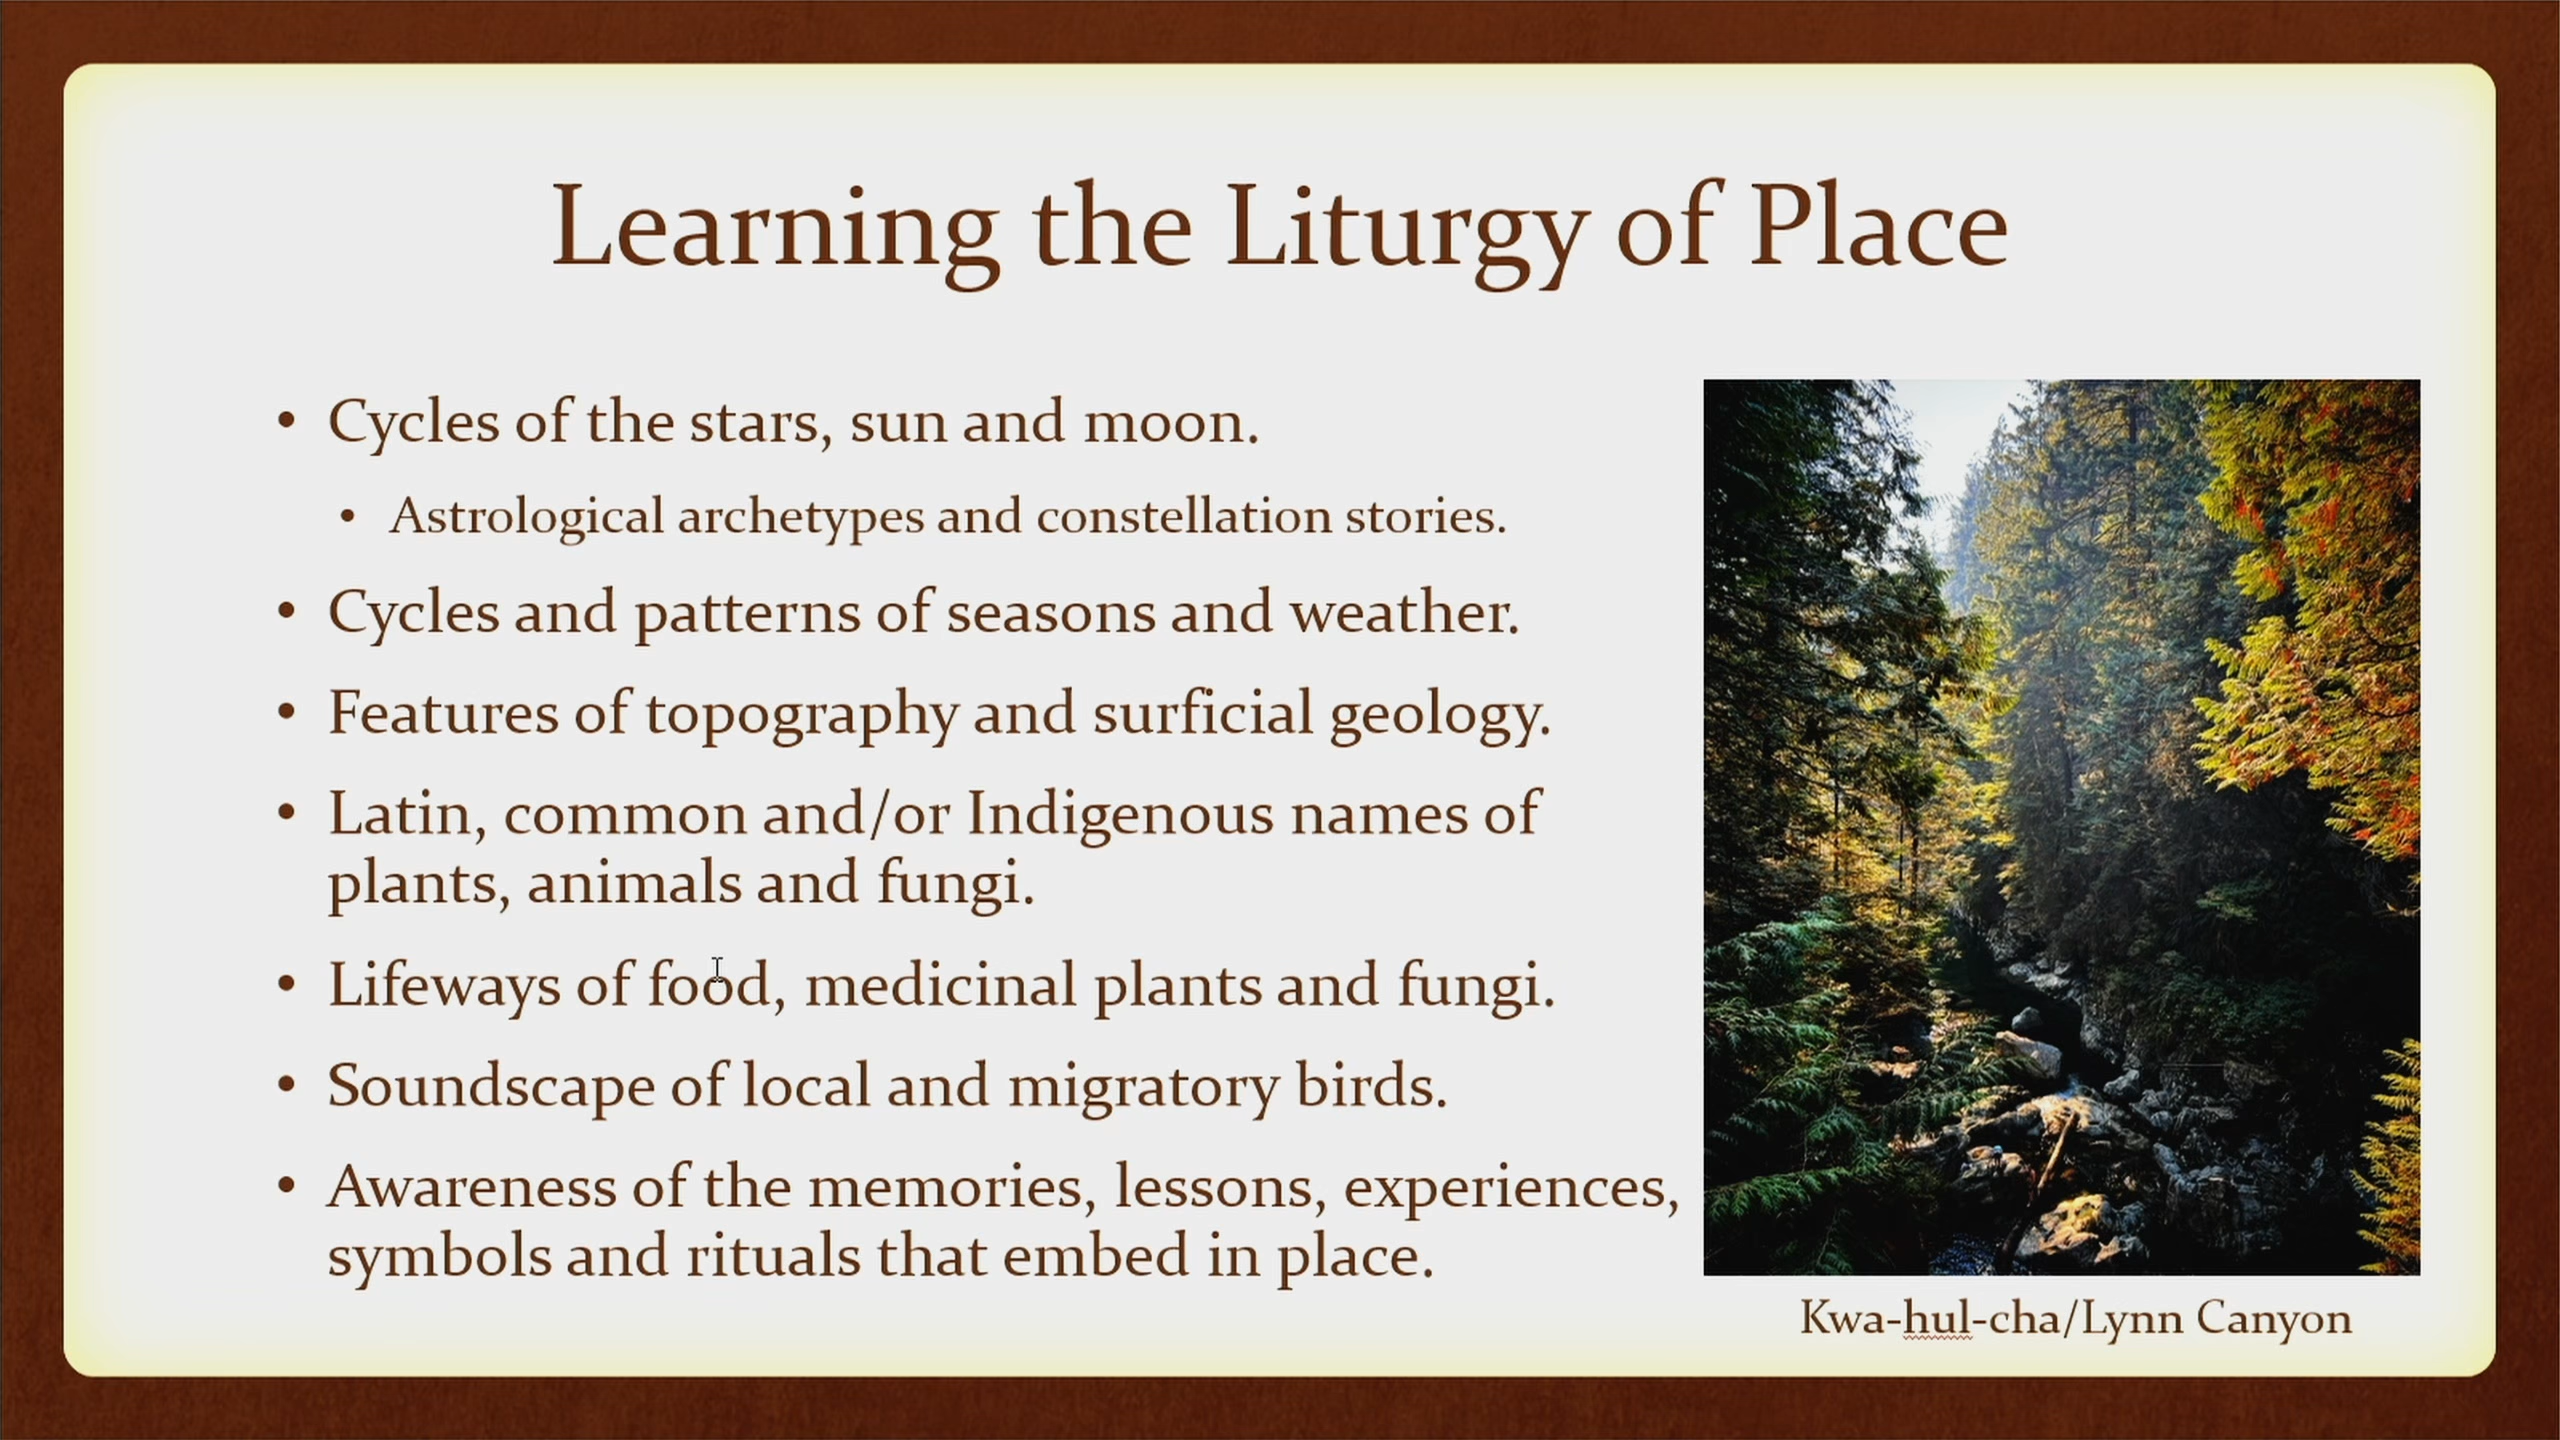 Learning the Liturgy of Place
• Cycles of the stars, sun and moon.
• Astrological archetypes and constellation stories.
• Cycles and patterns of seasons and weather.
• Features of topography and surficial geology.
• Latin, common and/or Indigenous names of
plants, animals and fungi.
• Lifeways of food, medicinal plants and fungi.
• Soundscape of local and migratory birds.
• Awareness of the memories, lessons, experiences,
symbols and rituals that embed in place.
Kwa-hul-cha/Lynn Canyon